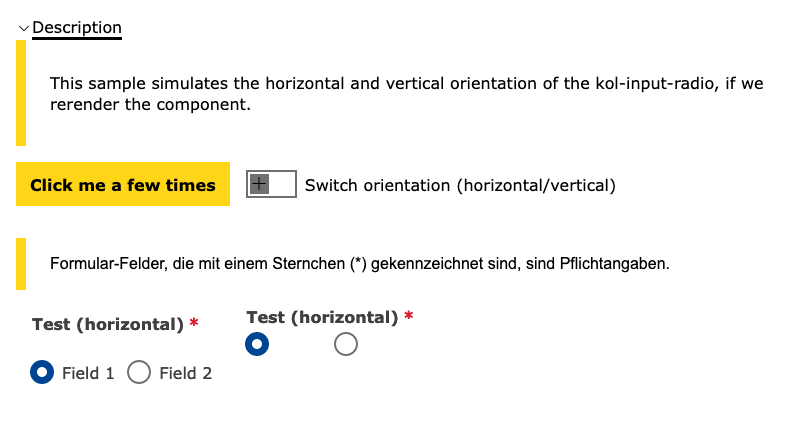 Description
This sample simulates the horizontal and vertical orientation of the kol-input-radio, if we
rerender the component.
Click me a few times
Switch orientation (horizontal/vertical)
Formular-Felder, die mit einem Sternchen (*) gekennzeichnet sind, sind Pflichtangaben.
Test (horizontal) *
Test (horizontal) *
Field 1
Field 2